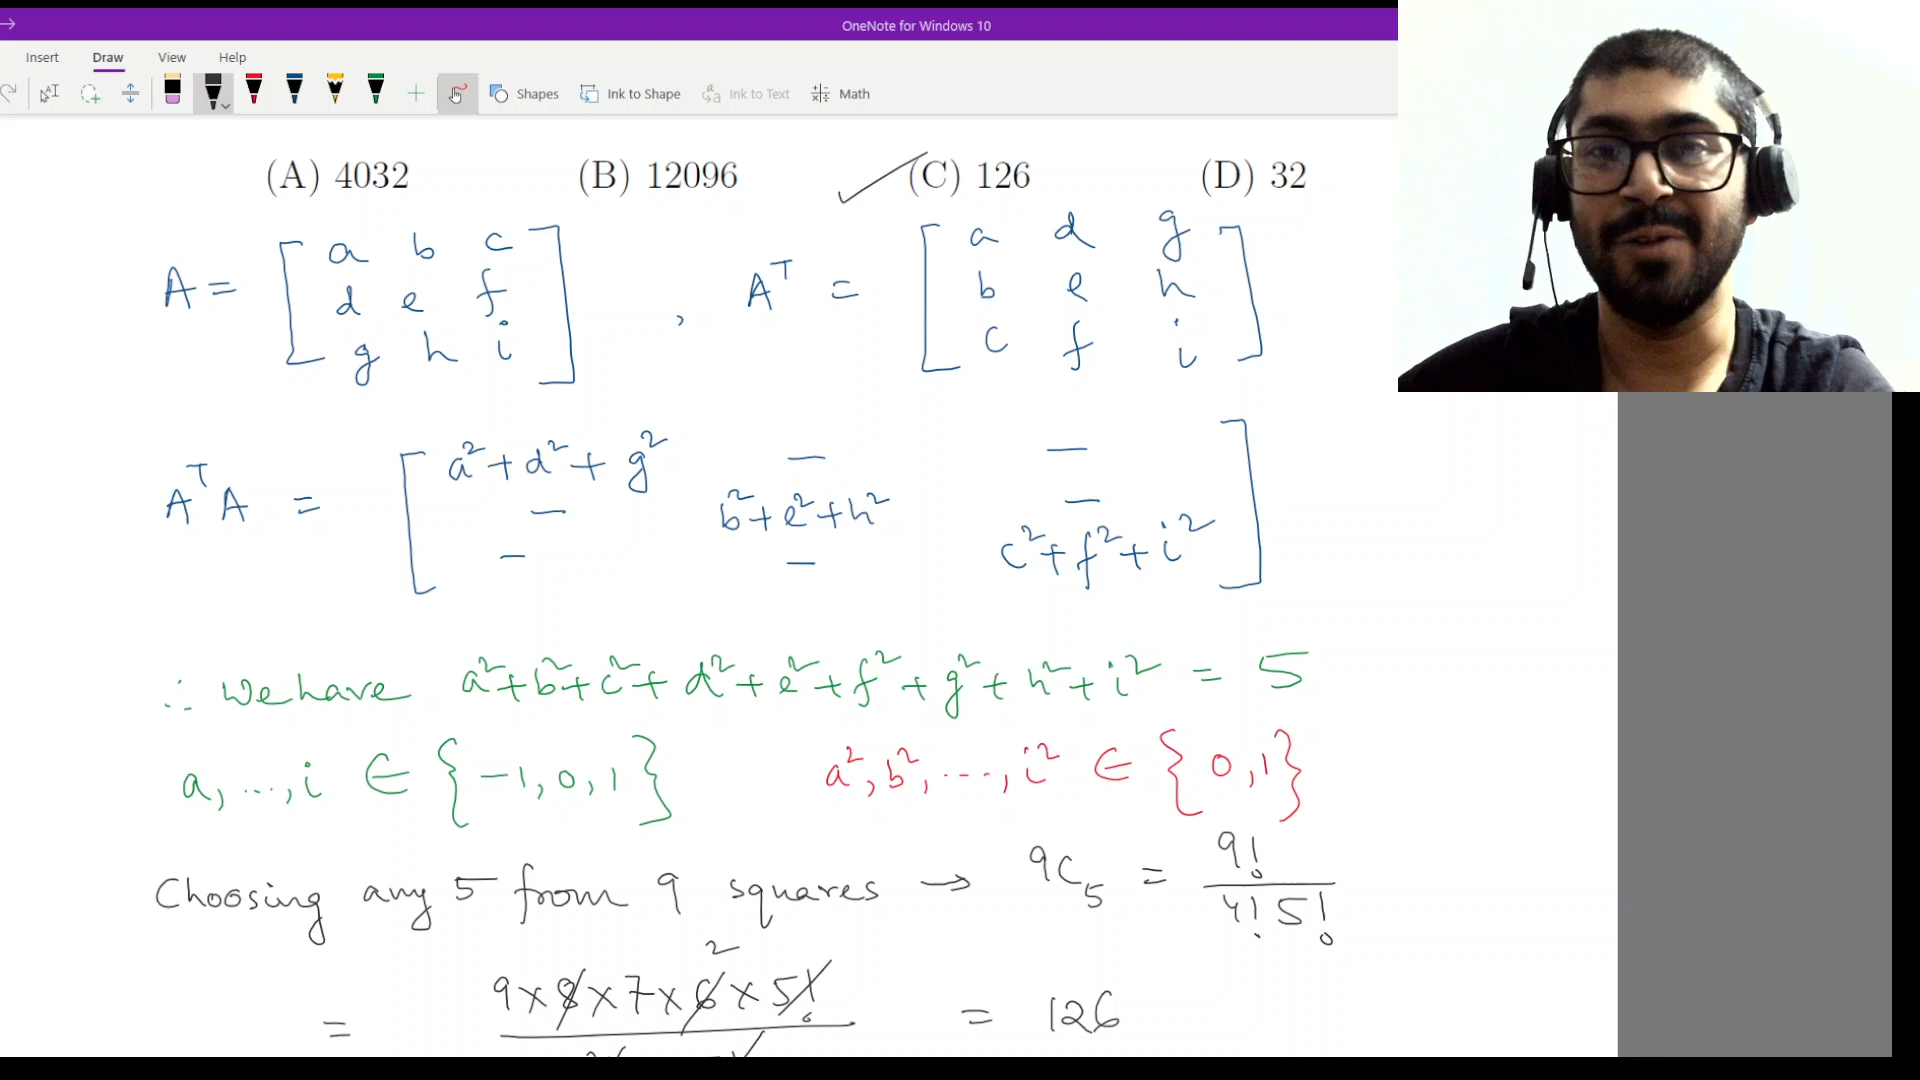 OneNote for Windows 10
Insert Draw View Help
Shapes Ink to Shape Ink to Text Math
(A) 4032 (B) 12096 (C) 126 (D) 32
A = [ a b c , Aᵀ = [ a d g
d e f b e h
g h i ] c f i ]
AᵀA = [ a²+d²+g² — —
— b²+e²+h² —
— — c²+f²+i² ]
∴ We have a²+b²+c²+d²+e²+f²+g²+h²+i² = 5
a, ..., i ∈ {-1, 0, 1} a², b², ..., i² ∈ {0, 1}
Choosing any 5 from 9 squares → 9C₅ = 9! / 4! 5!
2
= 9×8×7×6×5! = 126